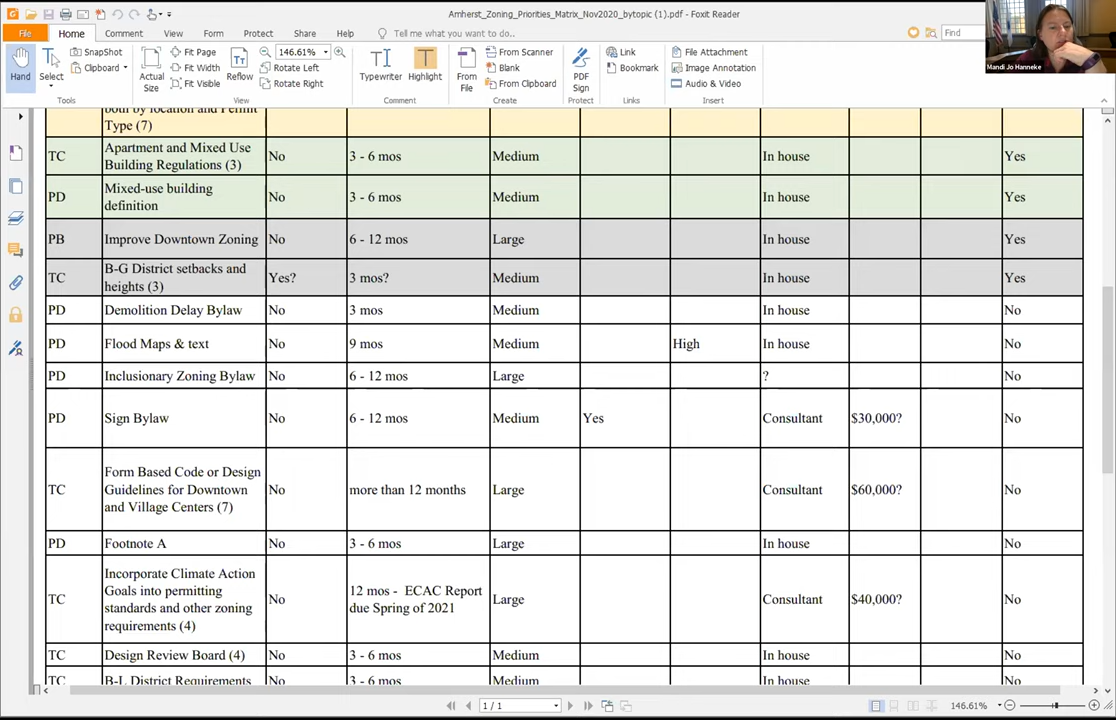 Amherst_Zoning_Priorities_Matrix_Nov2020_bytopic (1).pdf - Foxit Reader
File Home Comment View Form Protect Share Help Tell me what you want to do.. Find
Hand
Select
SnapShot
Clipboard
Actual Size
Fit Page
Fit Width
Fit Visible
Reflow
146.61%
Rotate Left
Rotate Right
Typewriter
Highlight
From File
From Scanner
Blank
From Clipboard
PDF Sign
Link
Bookmark
File Attachment
Image Annotation
Audio & Video
Tools View Comment Create Protect Links Insert
Mandi Jo Hanneke
both by location and Permit
Type (7)
TC Apartment and Mixed Use Building Regulations (3) No 3 - 6 mos Medium In house Yes
PD Mixed-use building definition No 3 - 6 mos Medium In house Yes
PB Improve Downtown Zoning No 6 - 12 mos Large In house Yes
TC B-G District setbacks and heights (3) Yes? 3 mos? Medium In house Yes
PD Demolition Delay Bylaw No 3 mos Medium In house No
PD Flood Maps & text No 9 mos Medium High In house No
PD Inclusionary Zoning Bylaw No 6 - 12 mos Large ? No
PD Sign Bylaw No 6 - 12 mos Medium Yes Consultant $30,000? No
TC Form Based Code or Design Guidelines for Downtown and Village Centers (7) No more than 12 months Large Consultant $60,000? No
PD Footnote A No 3 - 6 mos Large In house No
TC Incorporate Climate Action Goals into permitting standards and other zoning requirements (4) No 12 mos - ECAC Report due Spring of 2021 Large Consultant $40,000? No
TC Design Review Board (4) No 3 - 6 mos Medium In house No
TC B-L District Requirements No 3 - 6 mos Medium In house No
1 / 1
146.61%